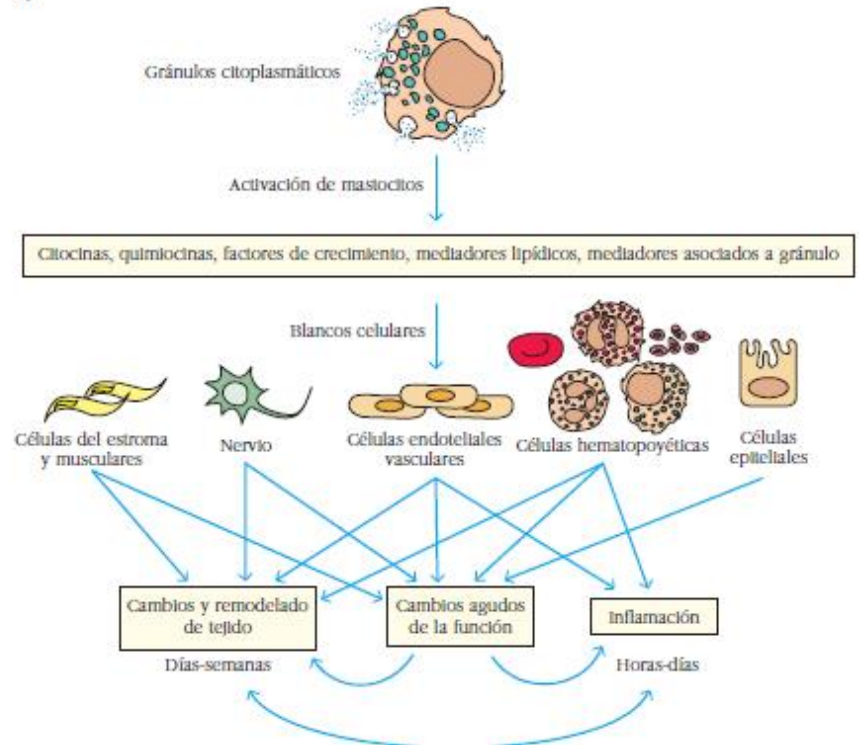 Gránulos citoplasmáticos
Activación de mastocitos
Citocinas, quimiocinas, factores de crecimiento, mediadores lipídicos, mediadores asociados a gránulo
Blancos celulares
Células del estroma
y musculares
Nervio
Células endoteliales
vasculares
Células hematopoyéticas
Células
epiteliales
Cambios y remodelado
de tejido
Cambios agudos
de la función
Inflamación
Días-semanas
Horas-días